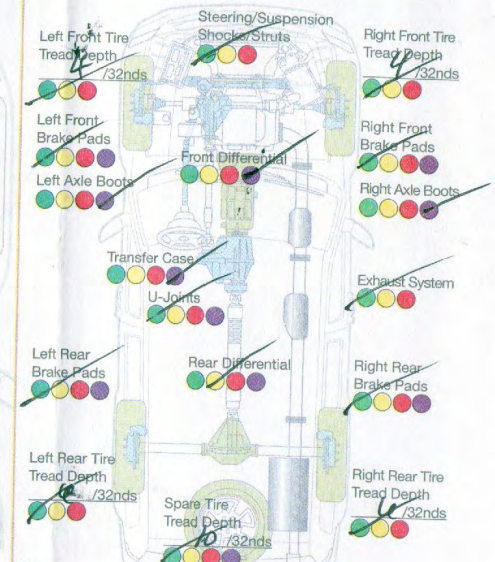 Left Front Tire
Tread Depth
4 /32nds
Steering/Suspension
Shocks/Struts
Right Front Tire
Tread Depth
4 /32nds
Left Front
Brake Pads
Left Axle Boots
Front Differential
Right Front
Brake Pads
Right Axle Boots
Transfer Case
U-Joints
Exhaust System
Left Rear
Brake Pads
Rear Differential
Right Rear
Brake Pads
Left Rear Tire
Tread Depth
/32nds
Spare Tire
Tread Depth
10 /32nds
Right Rear Tire
Tread Depth
6 /32nds